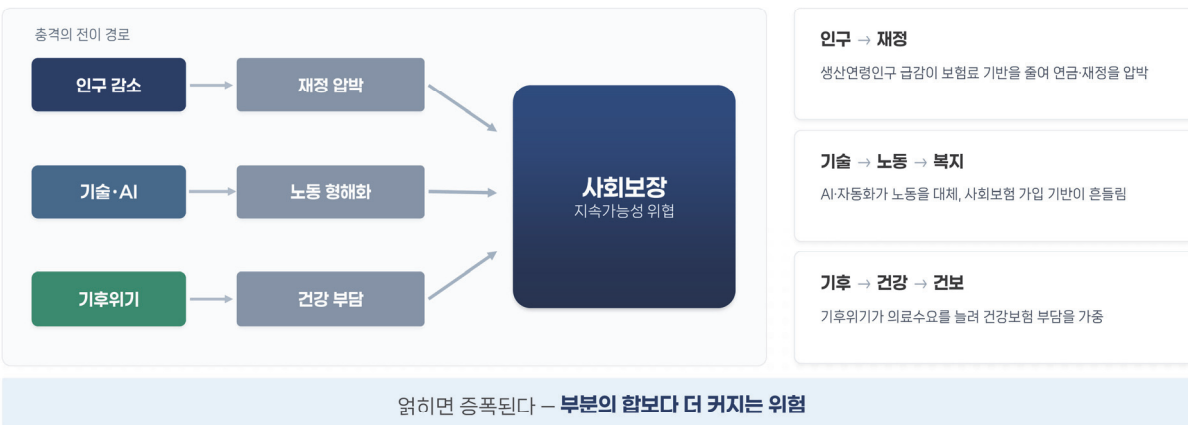 충격의 전이 경로
인구 감소
재정 압박
기술·AI
노동 형해화
기후위기
건강 부담
사회보장
지속가능성 위협
인구 → 재정
생산연령인구 급감이 보험료 기반을 줄여 연금·재정을 압박
기술 → 노동 → 복지
AI·자동화가 노동을 대체, 사회보험 가입 기반이 흔들림
기후 → 건강 → 건보
기후위기가 의료수요를 늘려 건강보험 부담을 가중
얽히면 증폭된다 – 부분의 합보다 더 커지는 위험